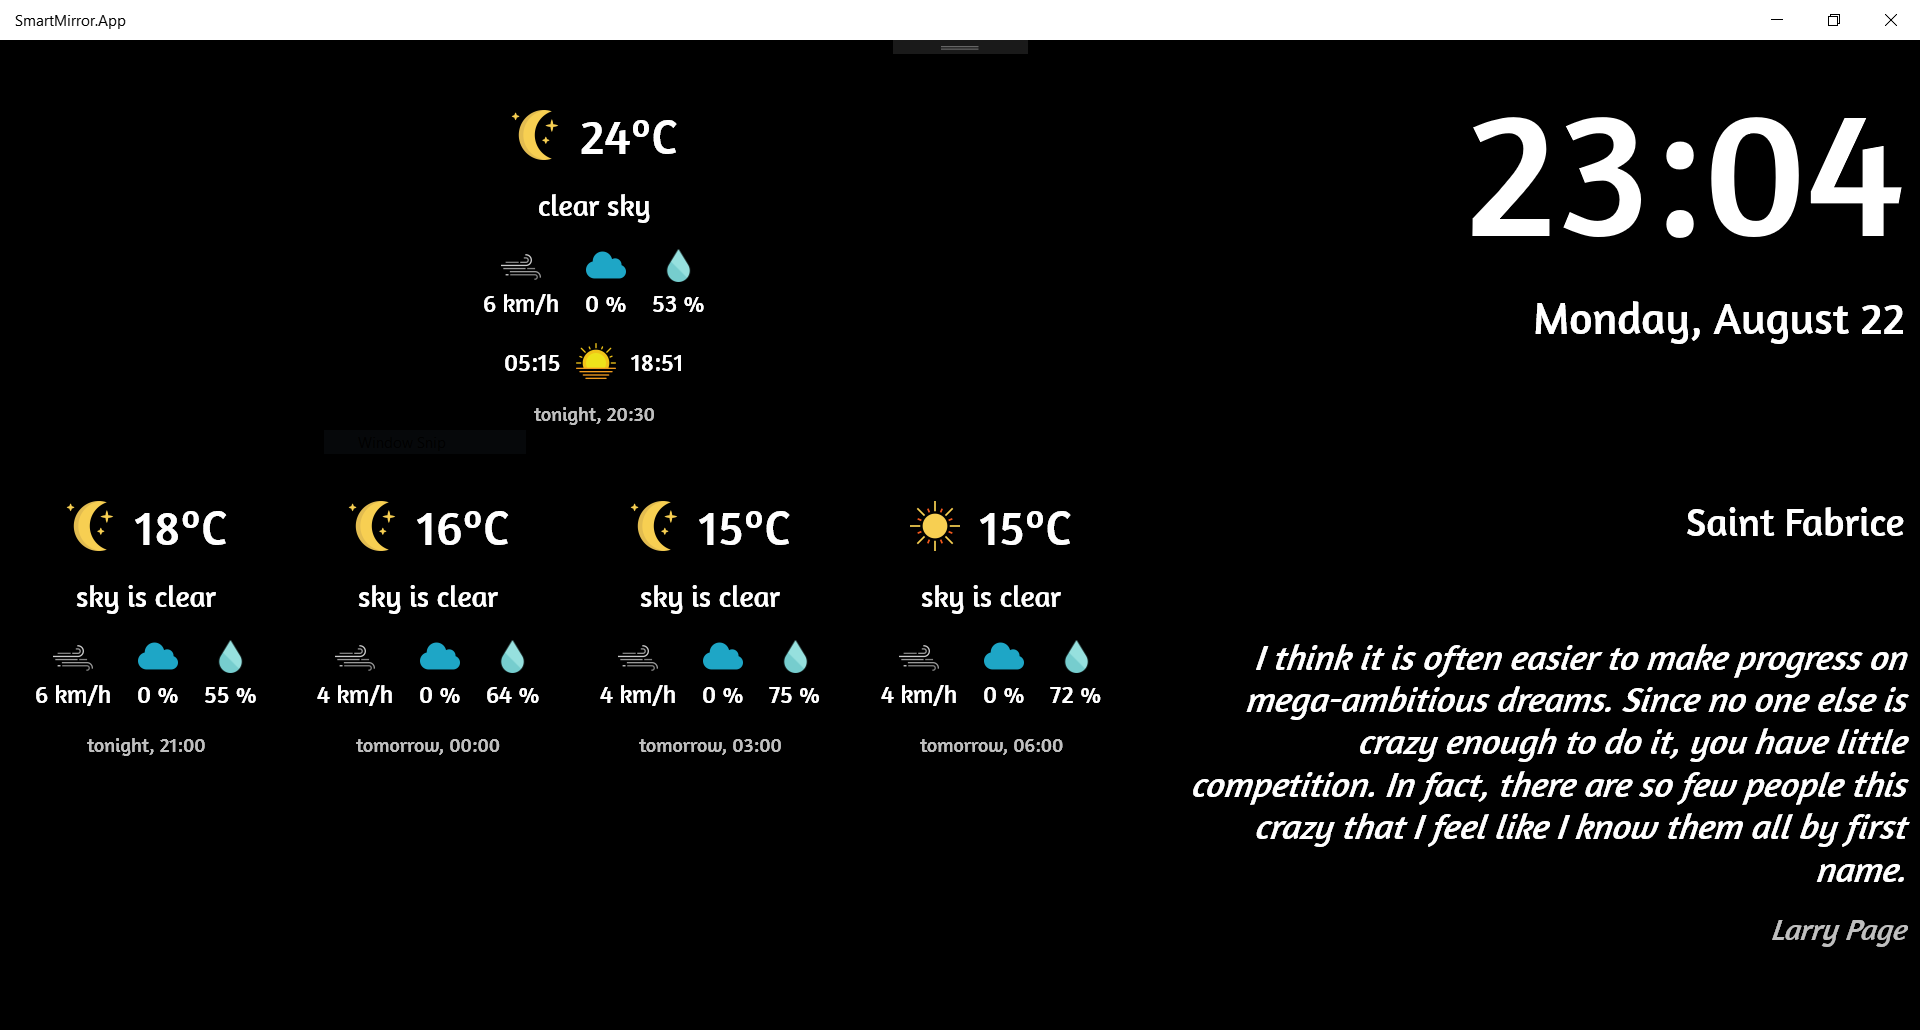 SmartMirror.App
24°C
clear sky
6 km/h 0 % 53 %
05:15 18:51
tonight, 20:30
Window Snip
18°C
sky is clear
6 km/h 0 % 55 %
tonight, 21:00
16°C
sky is clear
4 km/h 0 % 64 %
tomorrow, 00:00
15°C
sky is clear
4 km/h 0 % 75 %
tomorrow, 03:00
15°C
sky is clear
4 km/h 0 % 72 %
tomorrow, 06:00
23:04
Monday, August 22
Saint Fabrice
I think it is often easier to make progress on
mega-ambitious dreams. Since no one else is
crazy enough to do it, you have little
competition. In fact, there are so few people this
crazy that I feel like I know them all by first
name.
Larry Page